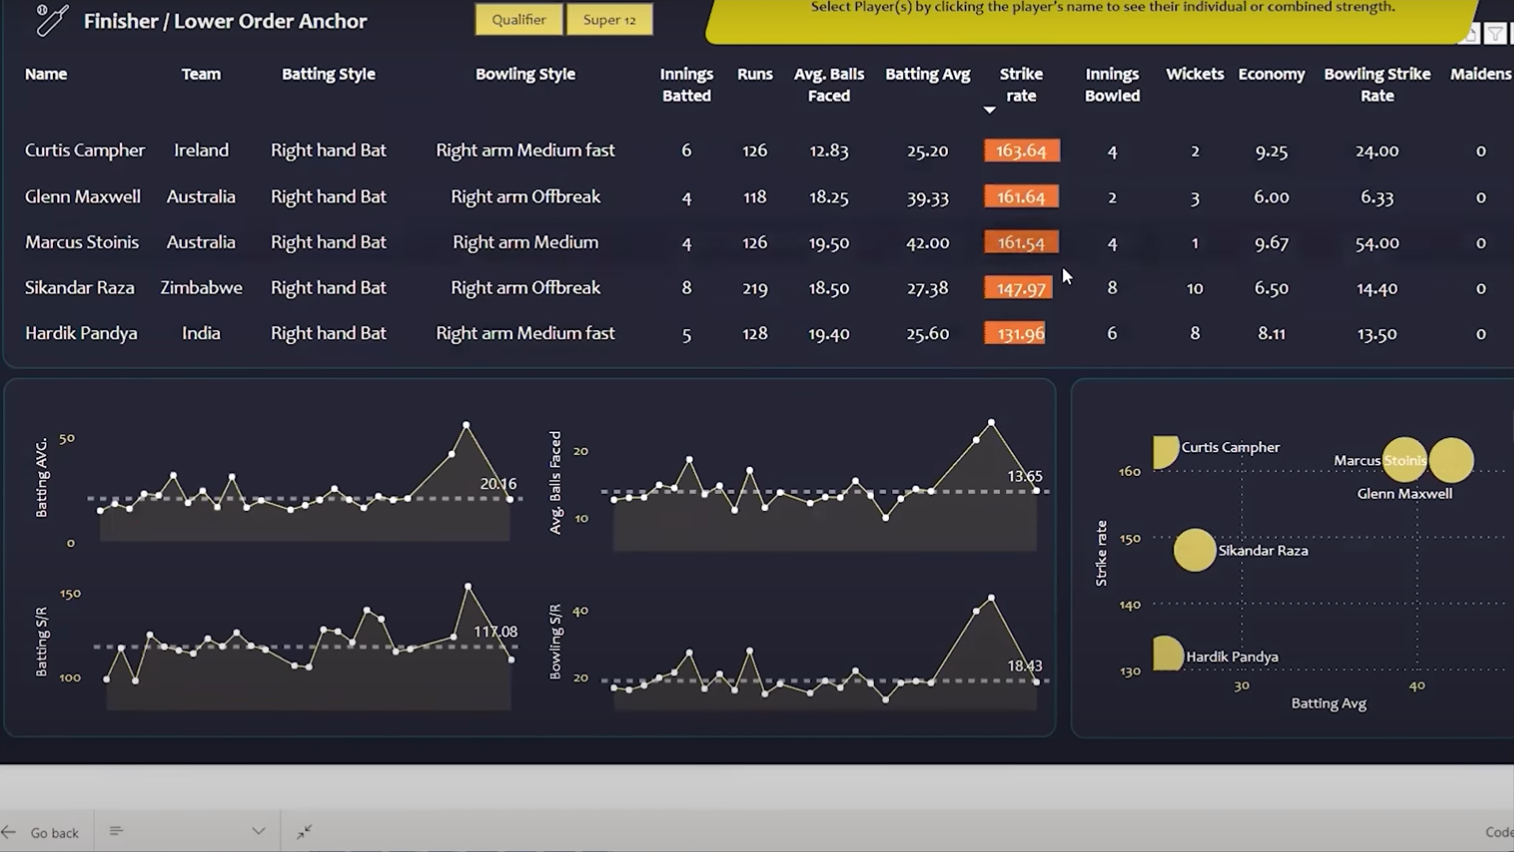 Select Player(s) by clicking the player's name to see their individual or combined strength.
Finisher / Lower Order Anchor
Qualifier
Super 12
Name Team Batting Style Bowling Style Innings Batted Runs Avg. Balls Faced Batting Avg Strike rate Innings Bowled Wickets Economy Bowling Strike Rate Maidens
Curtis Campher Ireland Right hand Bat Right arm Medium fast 6 126 12.83 25.20 163.64 4 2 9.25 24.00 0
Glenn Maxwell Australia Right hand Bat Right arm Offbreak 4 118 18.25 39.33 161.64 2 3 6.00 6.33 0
Marcus Stoinis Australia Right hand Bat Right arm Medium 4 126 19.50 42.00 161.54 4 1 9.67 54.00 0
Sikandar Raza Zimbabwe Right hand Bat Right arm Offbreak 8 219 18.50 27.38 147.97 8 10 6.50 14.40 0
Hardik Pandya India Right hand Bat Right arm Medium fast 5 128 19.40 25.60 131.96 6 8 8.11 13.50 0
Batting AVG.
50
0
20.16
Avg. Balls Faced
20
10
13.65
Batting S/R
150
100
117.08
Bowling S/R
40
20
18.43
Strike rate
160
150
140
130
Curtis Campher
Marcus Stoinis
Glenn Maxwell
Sikandar Raza
Hardik Pandya
30
40
Batting Avg
Go back